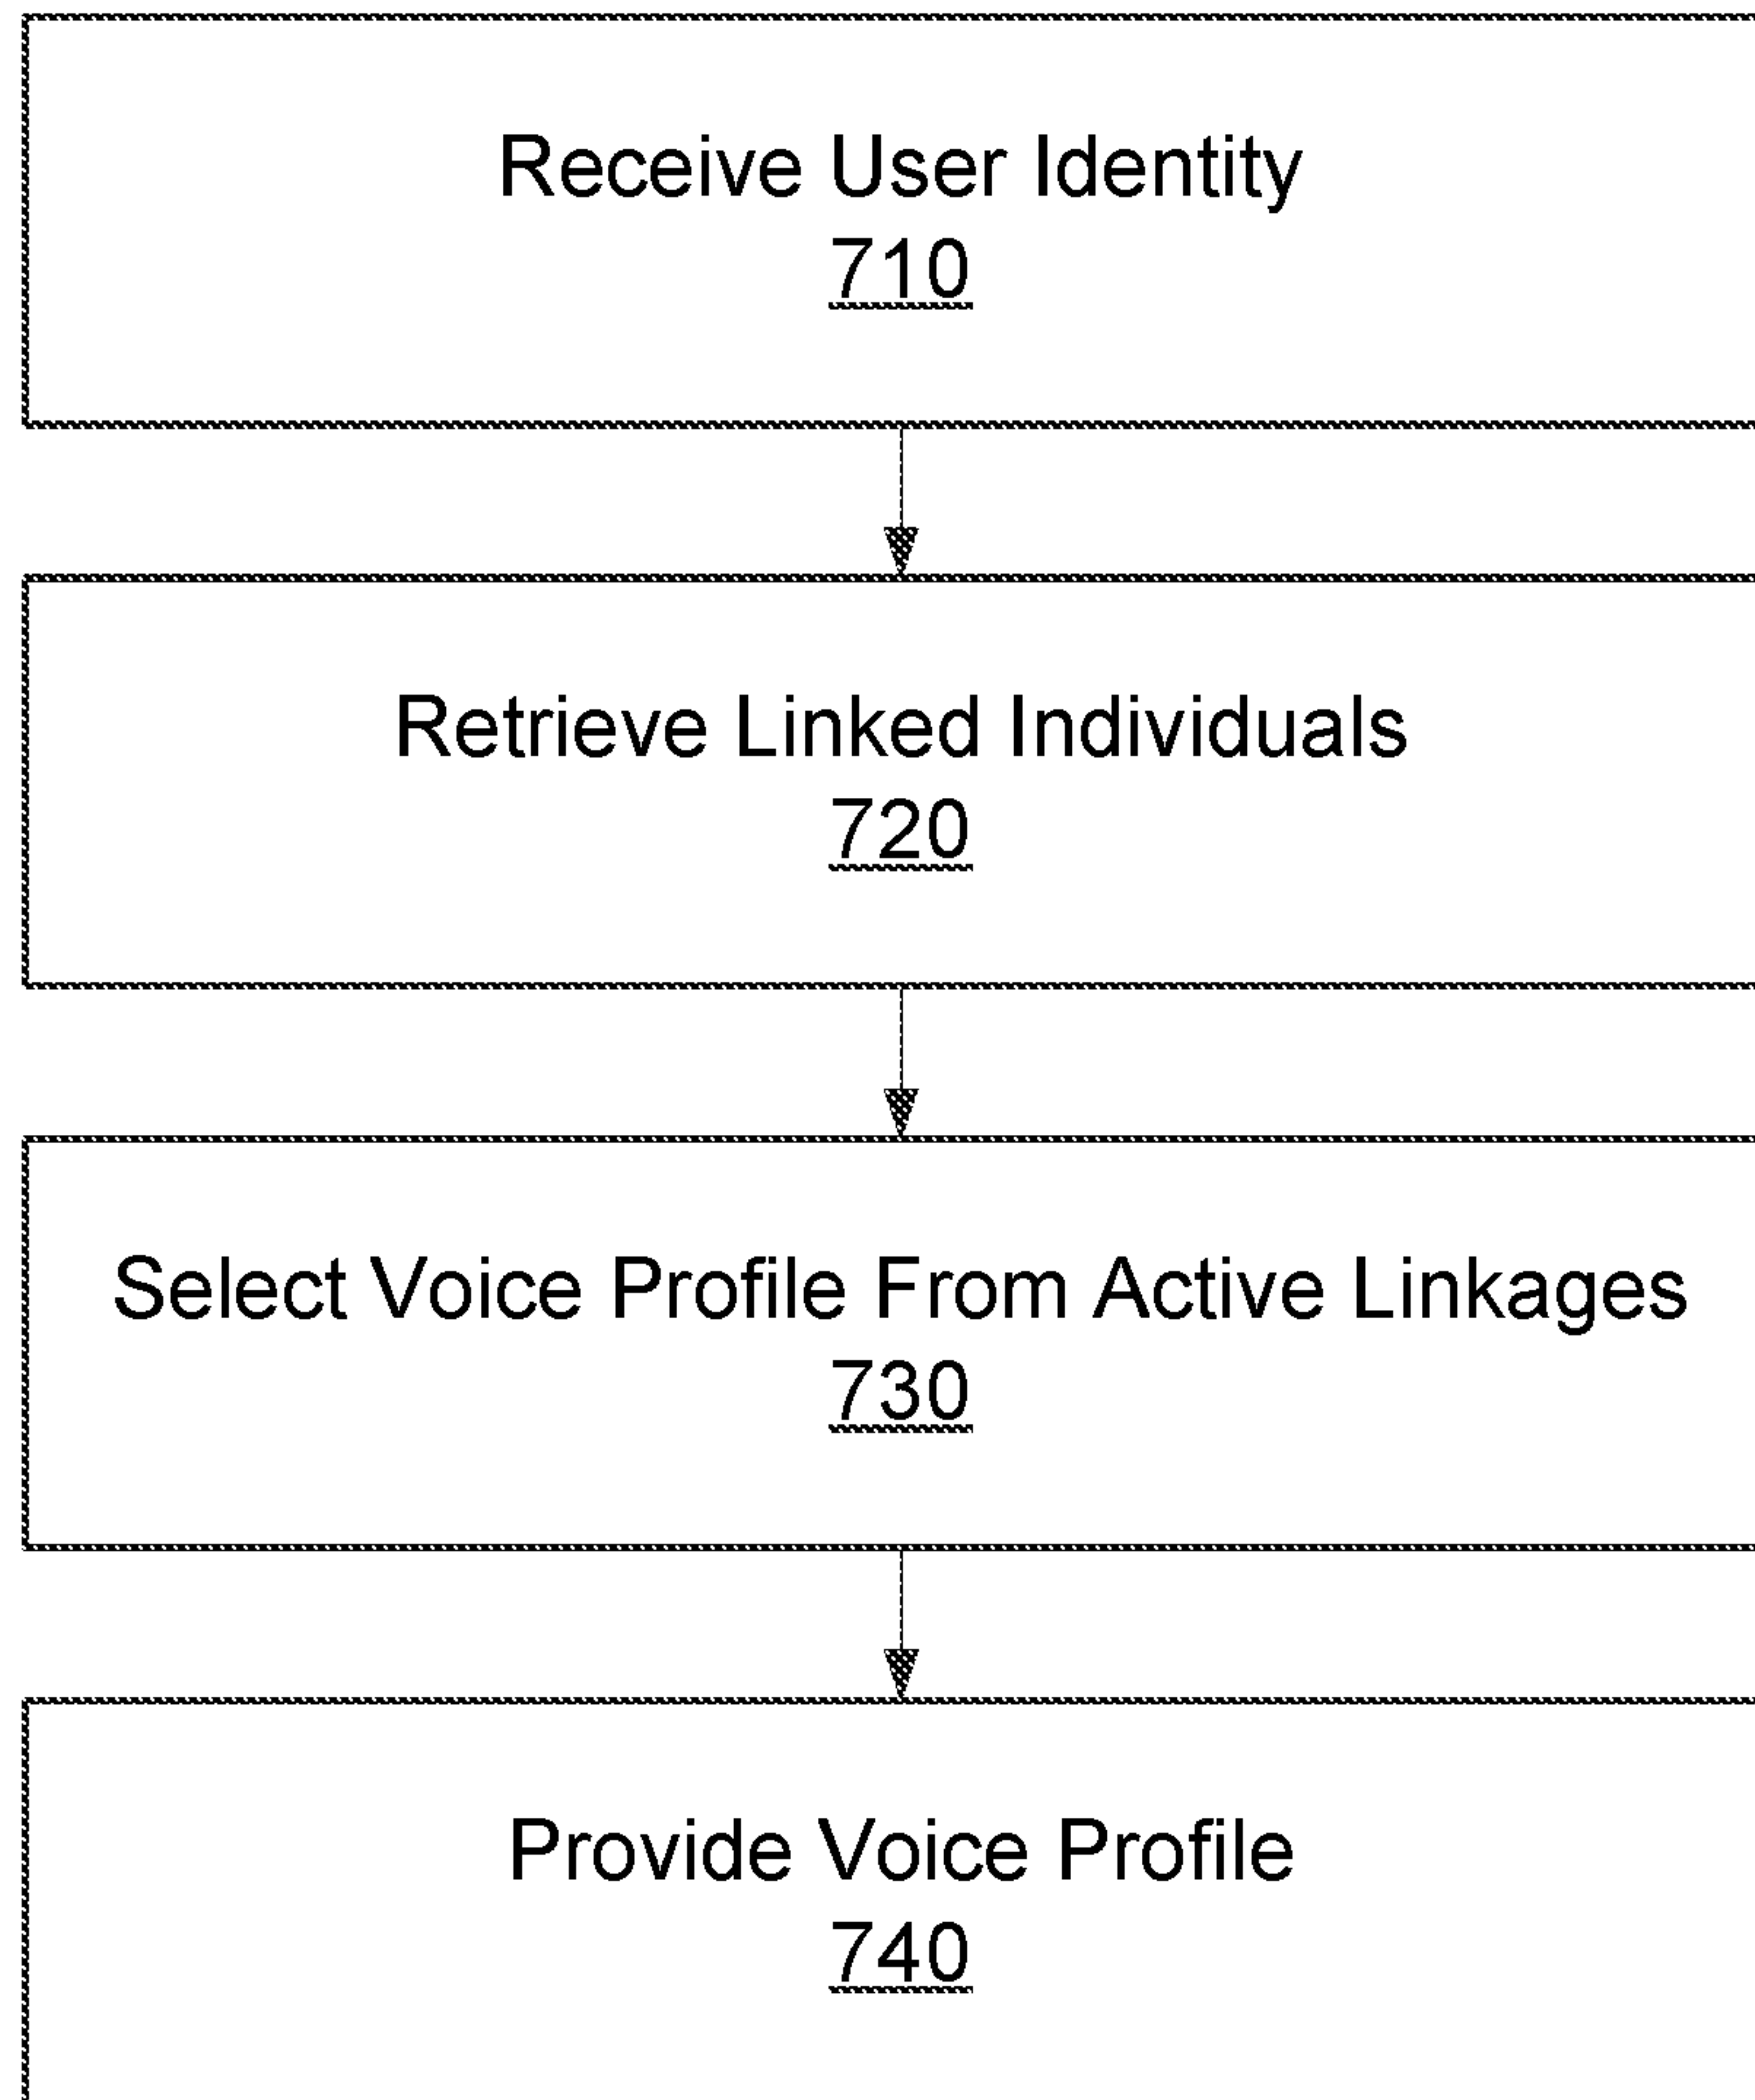 Receive User Identity
710
Retrieve Linked Individuals
720
Select Voice Profile From Active Linkages
730
Provide Voice Profile
740